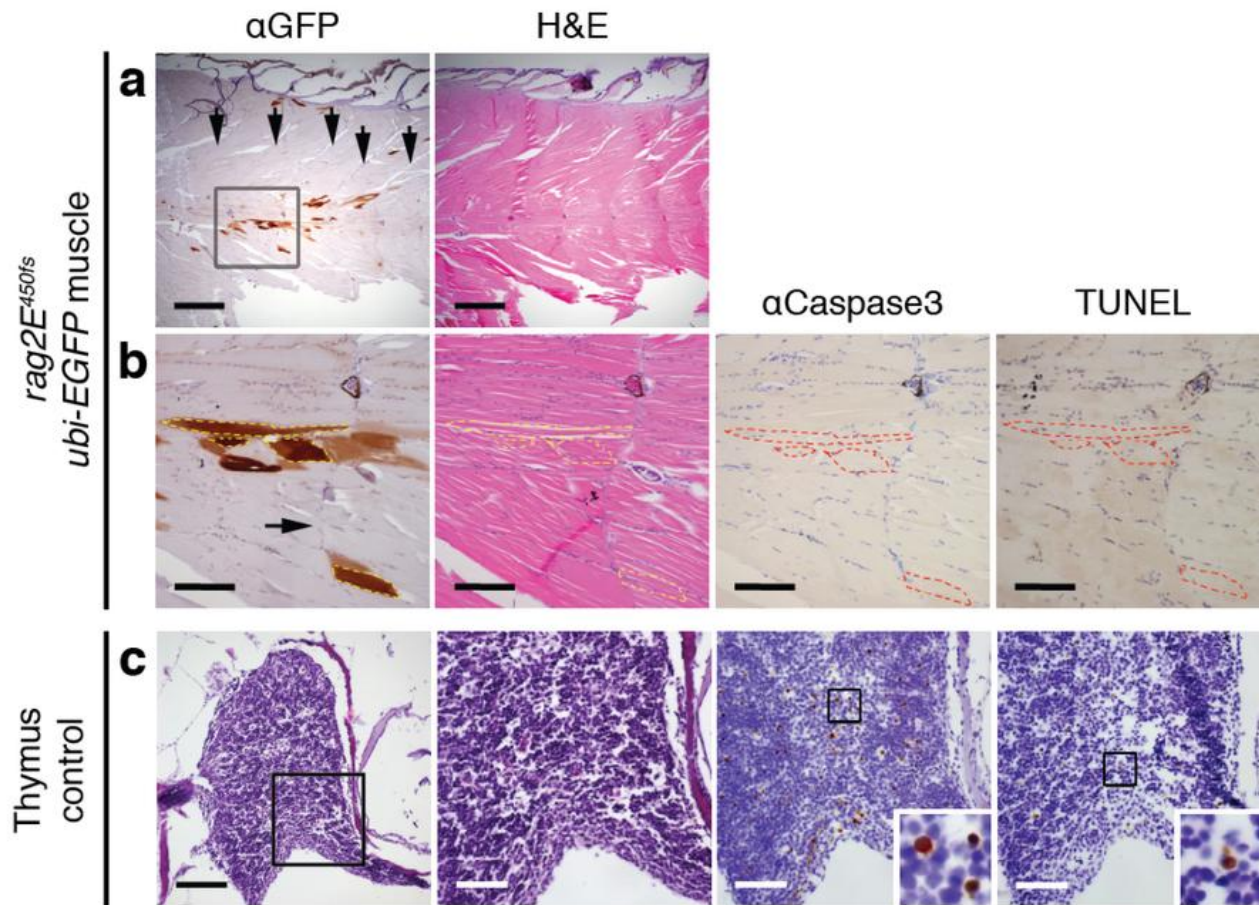 αGFP
H&E
a
rag2E450fs
ubi-EGFP muscle
αCaspase3
TUNEL
b
c
Thymus
control